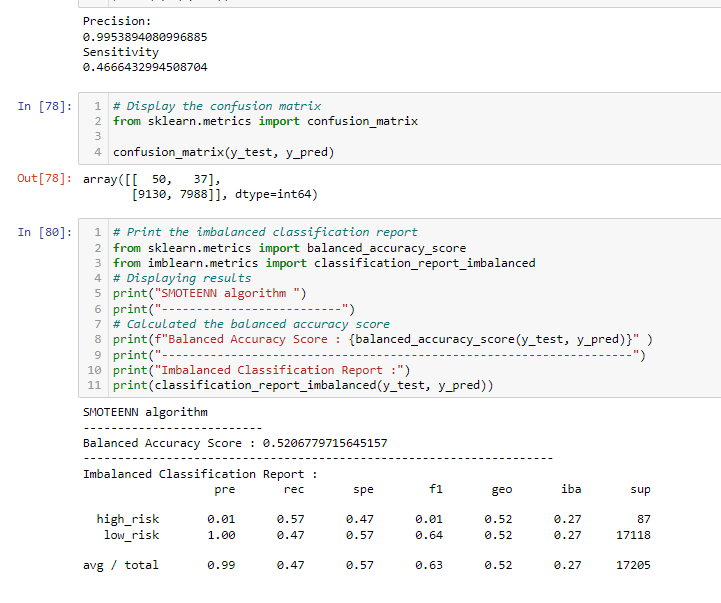 Precision:
0.9953894080996885
Sensitivity
0.4666432994508704
In [78]:
1 # Display the confusion matrix
2 from sklearn.metrics import confusion_matrix
3
4 confusion_matrix(y_test, y_pred)
Out[78]: array([[  50,   37],
       [9130, 7988]], dtype=int64)
In [80]:
1 # Print the imbalanced classification report
2 from sklearn.metrics import balanced_accuracy_score
3 from imblearn.metrics import classification_report_imbalanced
4 # Displaying results
5 print("SMOTEENN algorithm ")
6 print("--------------------------")
7 # Calculated the balanced accuracy score
8 print(f"Balanced Accuracy Score : {balanced_accuracy_score(y_test, y_pred)}" )
9 print("--------------------------------------------------------------------")
10 print("Imbalanced Classification Report :")
11 print(classification_report_imbalanced(y_test, y_pred))
SMOTEENN algorithm
--------------------------
Balanced Accuracy Score : 0.5206779715645157
--------------------------------------------------------------------
Imbalanced Classification Report :
pre rec spe f1 geo iba sup
high_risk 0.01 0.57 0.47 0.01 0.52 0.27 87
low_risk 1.00 0.47 0.57 0.64 0.52 0.27 17118
avg / total 0.99 0.47 0.57 0.63 0.52 0.27 17205